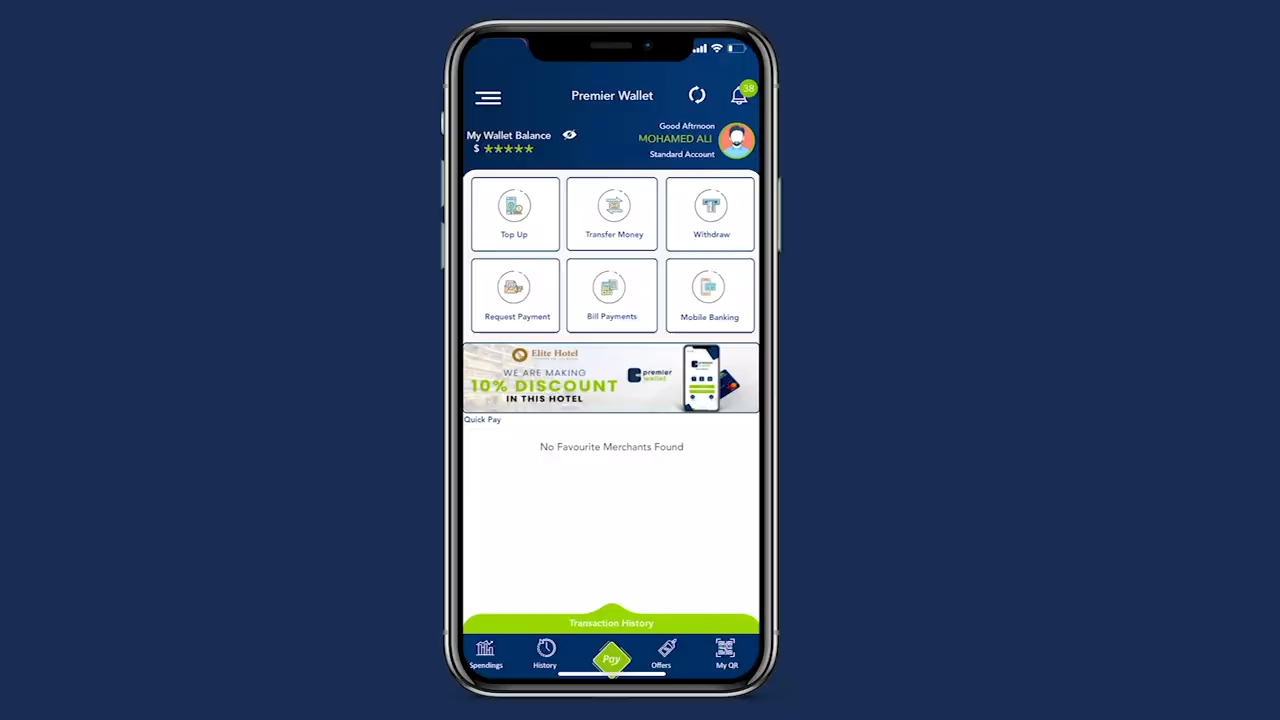 Premier Wallet
38
My Wallet Balance
$ *****
Good Aftrnoon
MOHAMED ALI
Standard Account
Top Up
Transfer Money
Withdraw
Request Payment
Bill Payments
Mobile Banking
Elite Hotel
WE ARE MAKING
10% DISCOUNT
IN THIS HOTEL
premier
wallet
Quick Pay
No Favourite Merchants Found
Transaction History
Spendings
History
Pay
Offers
My QR